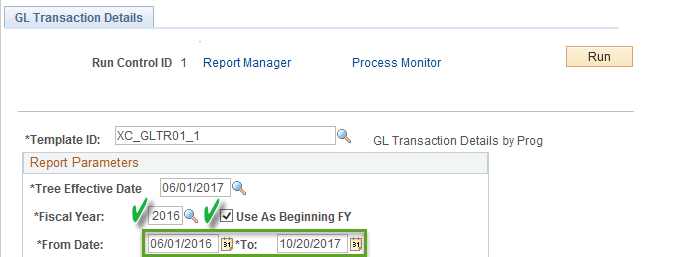 GL Transaction Details
Run Control ID 1 Report Manager Process Monitor Run
*Template ID: XC_GLTR01_1 GL Transaction Details by Prog
Report Parameters
*Tree Effective Date 06/01/2017
*Fiscal Year: 2016 Use As Beginning FY
*From Date: 06/01/2016 31 *To: 10/20/2017 31